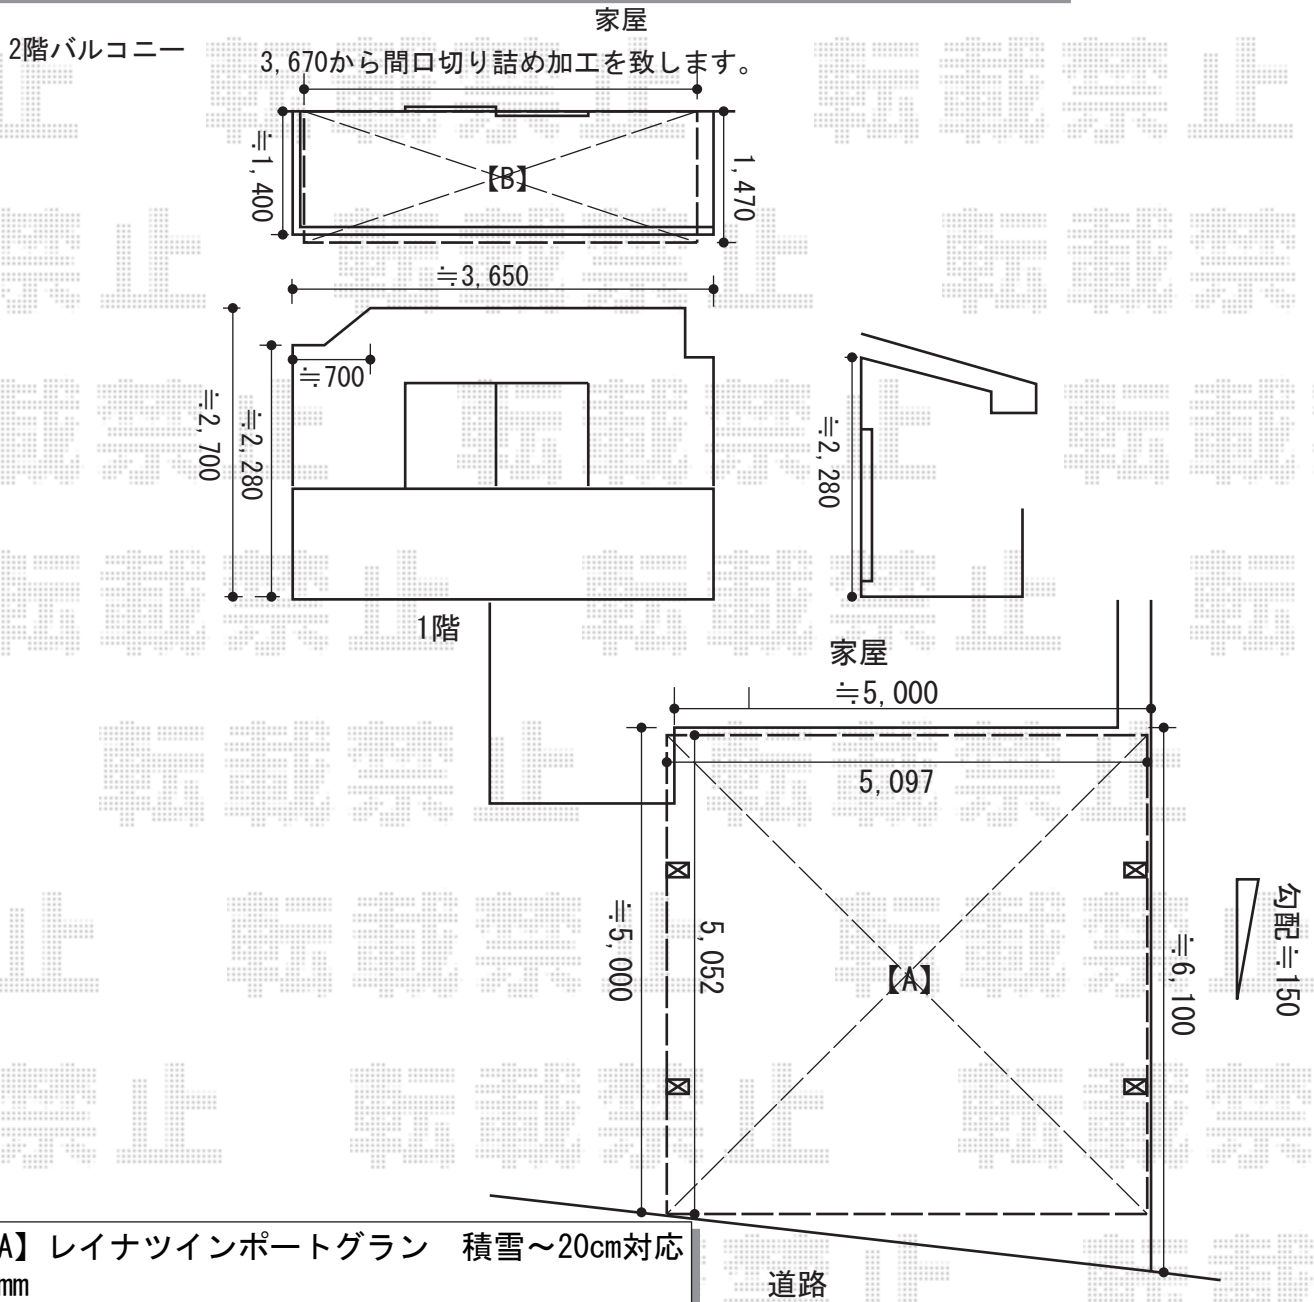 家屋
2階バルコニー
3,670から間口切り詰め加工を致します。
≒1,400
【B】
1,470
≒3,650
≒700
≒2,700
≒2,280
≒2,280
1階
家屋
≒5,000
5,097
≒5,000
5,052
【A】
≒6,100
勾配≒150
A】レイナツインポートグラン 積雪～20cm対応
mm
道路
転載禁止